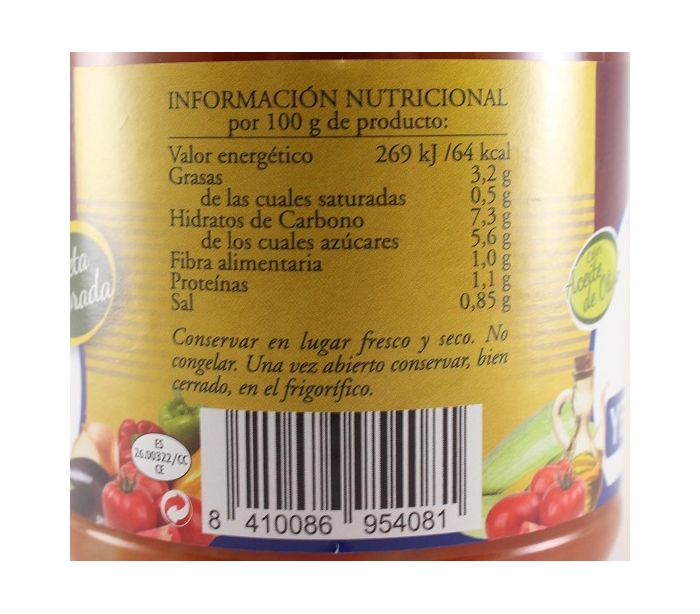 INFORMACIÓN NUTRICIONAL
por 100 g de producto:
Valor energético 269 kJ /64 kcal
Grasas 3,2 g
de las cuales saturadas 0,5 g
Hidratos de Carbono 7,3 g
de los cuales azúcares 5,6 g
Fibra alimentaria 1,0 g
Proteínas 1,1 g
Sal 0,85 g
Conservar en lugar fresco y seco. No
congelar. Una vez abierto conservar, bien
cerrado, en el frigorífico.
Con
Aceite
de
ES
26.00322/CC
CE
8 410086 954081